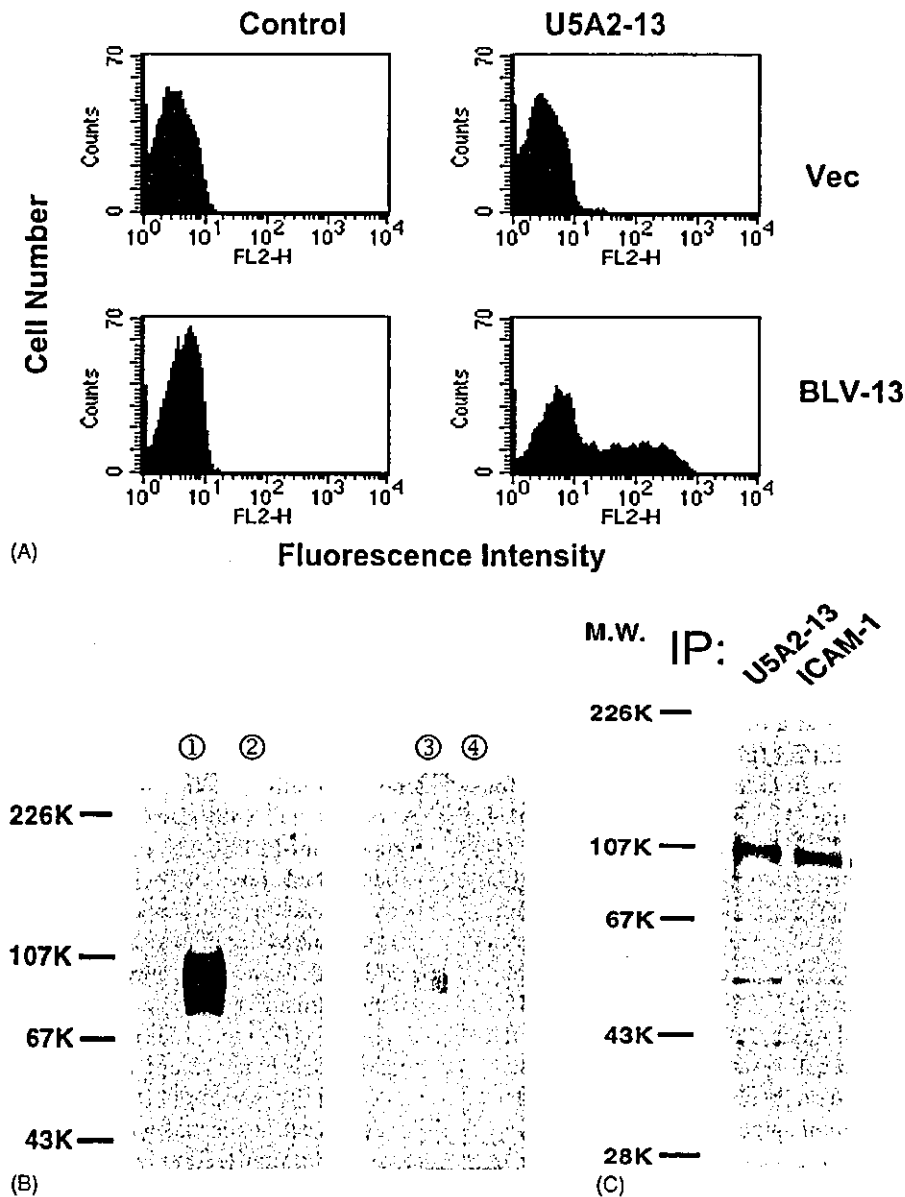 Control U5A2-13
70 70
Counts Counts
0 0
10^0 10^1 10^2 10^3 10^4 10^0 10^1 10^2 10^3 10^4
FL2-H FL2-H
Vec
Cell Number
70 70
Counts Counts
0 0
10^0 10^1 10^2 10^3 10^4 10^0 10^1 10^2 10^3 10^4
FL2-H FL2-H
BLV-13
(A) Fluorescence Intensity
① ② ③ ④
226K
107K
67K
43K
(B)
M.W. IP: U5A2-13 ICAM-1
226K
107K
67K
43K
28K
(C)